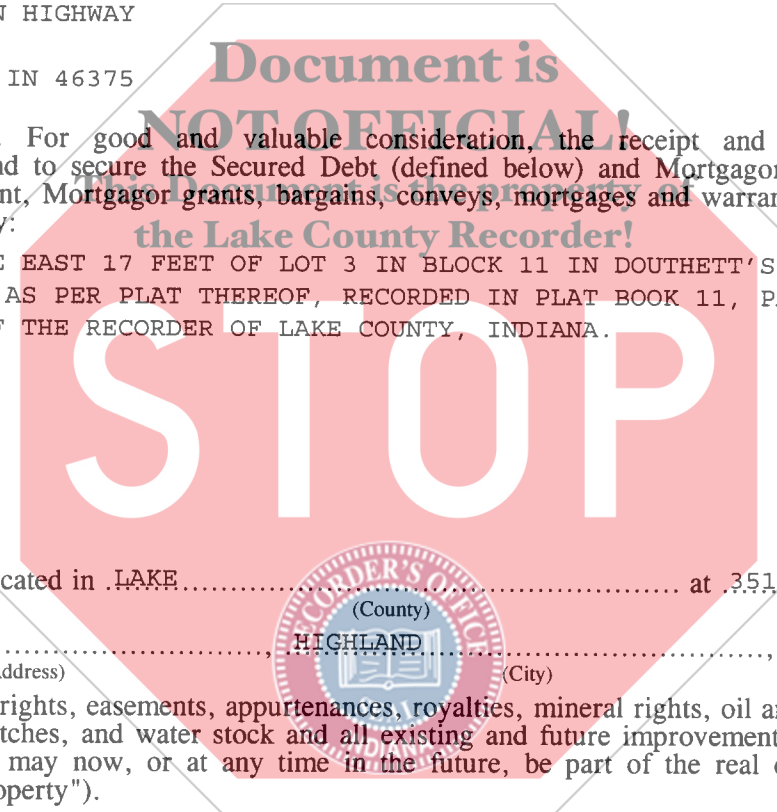 N HIGHWAY
Document is
IN 46375
NOT OFFICIAL!
. For good and valuable consideration, the receipt and
nd to secure the Secured Debt (defined below) and Mortgagor
This Document is the property of
nt, Mortgagor grants, bargains, conveys, mortgages and warran
y:
the Lake County Recorder!
E EAST 17 FEET OF LOT 3 IN BLOCK 11 IN DOUTHETT'S
AS PER PLAT THEREOF, RECORDED IN PLAT BOOK 11, PA
F THE RECORDER OF LAKE COUNTY, INDIANA.
STOP
cated in .LAKE.................................................. at .351
(County)
RECORDER'S OFFICE
............................, .HIGHLAND....................................,
ddress) (City)
rights, easements, appurtenances, royalties, mineral rights, oil a
tches, and water stock and all existing and future improvement
INDIANA
may now, or at any time in the future, be part of the real e
operty").